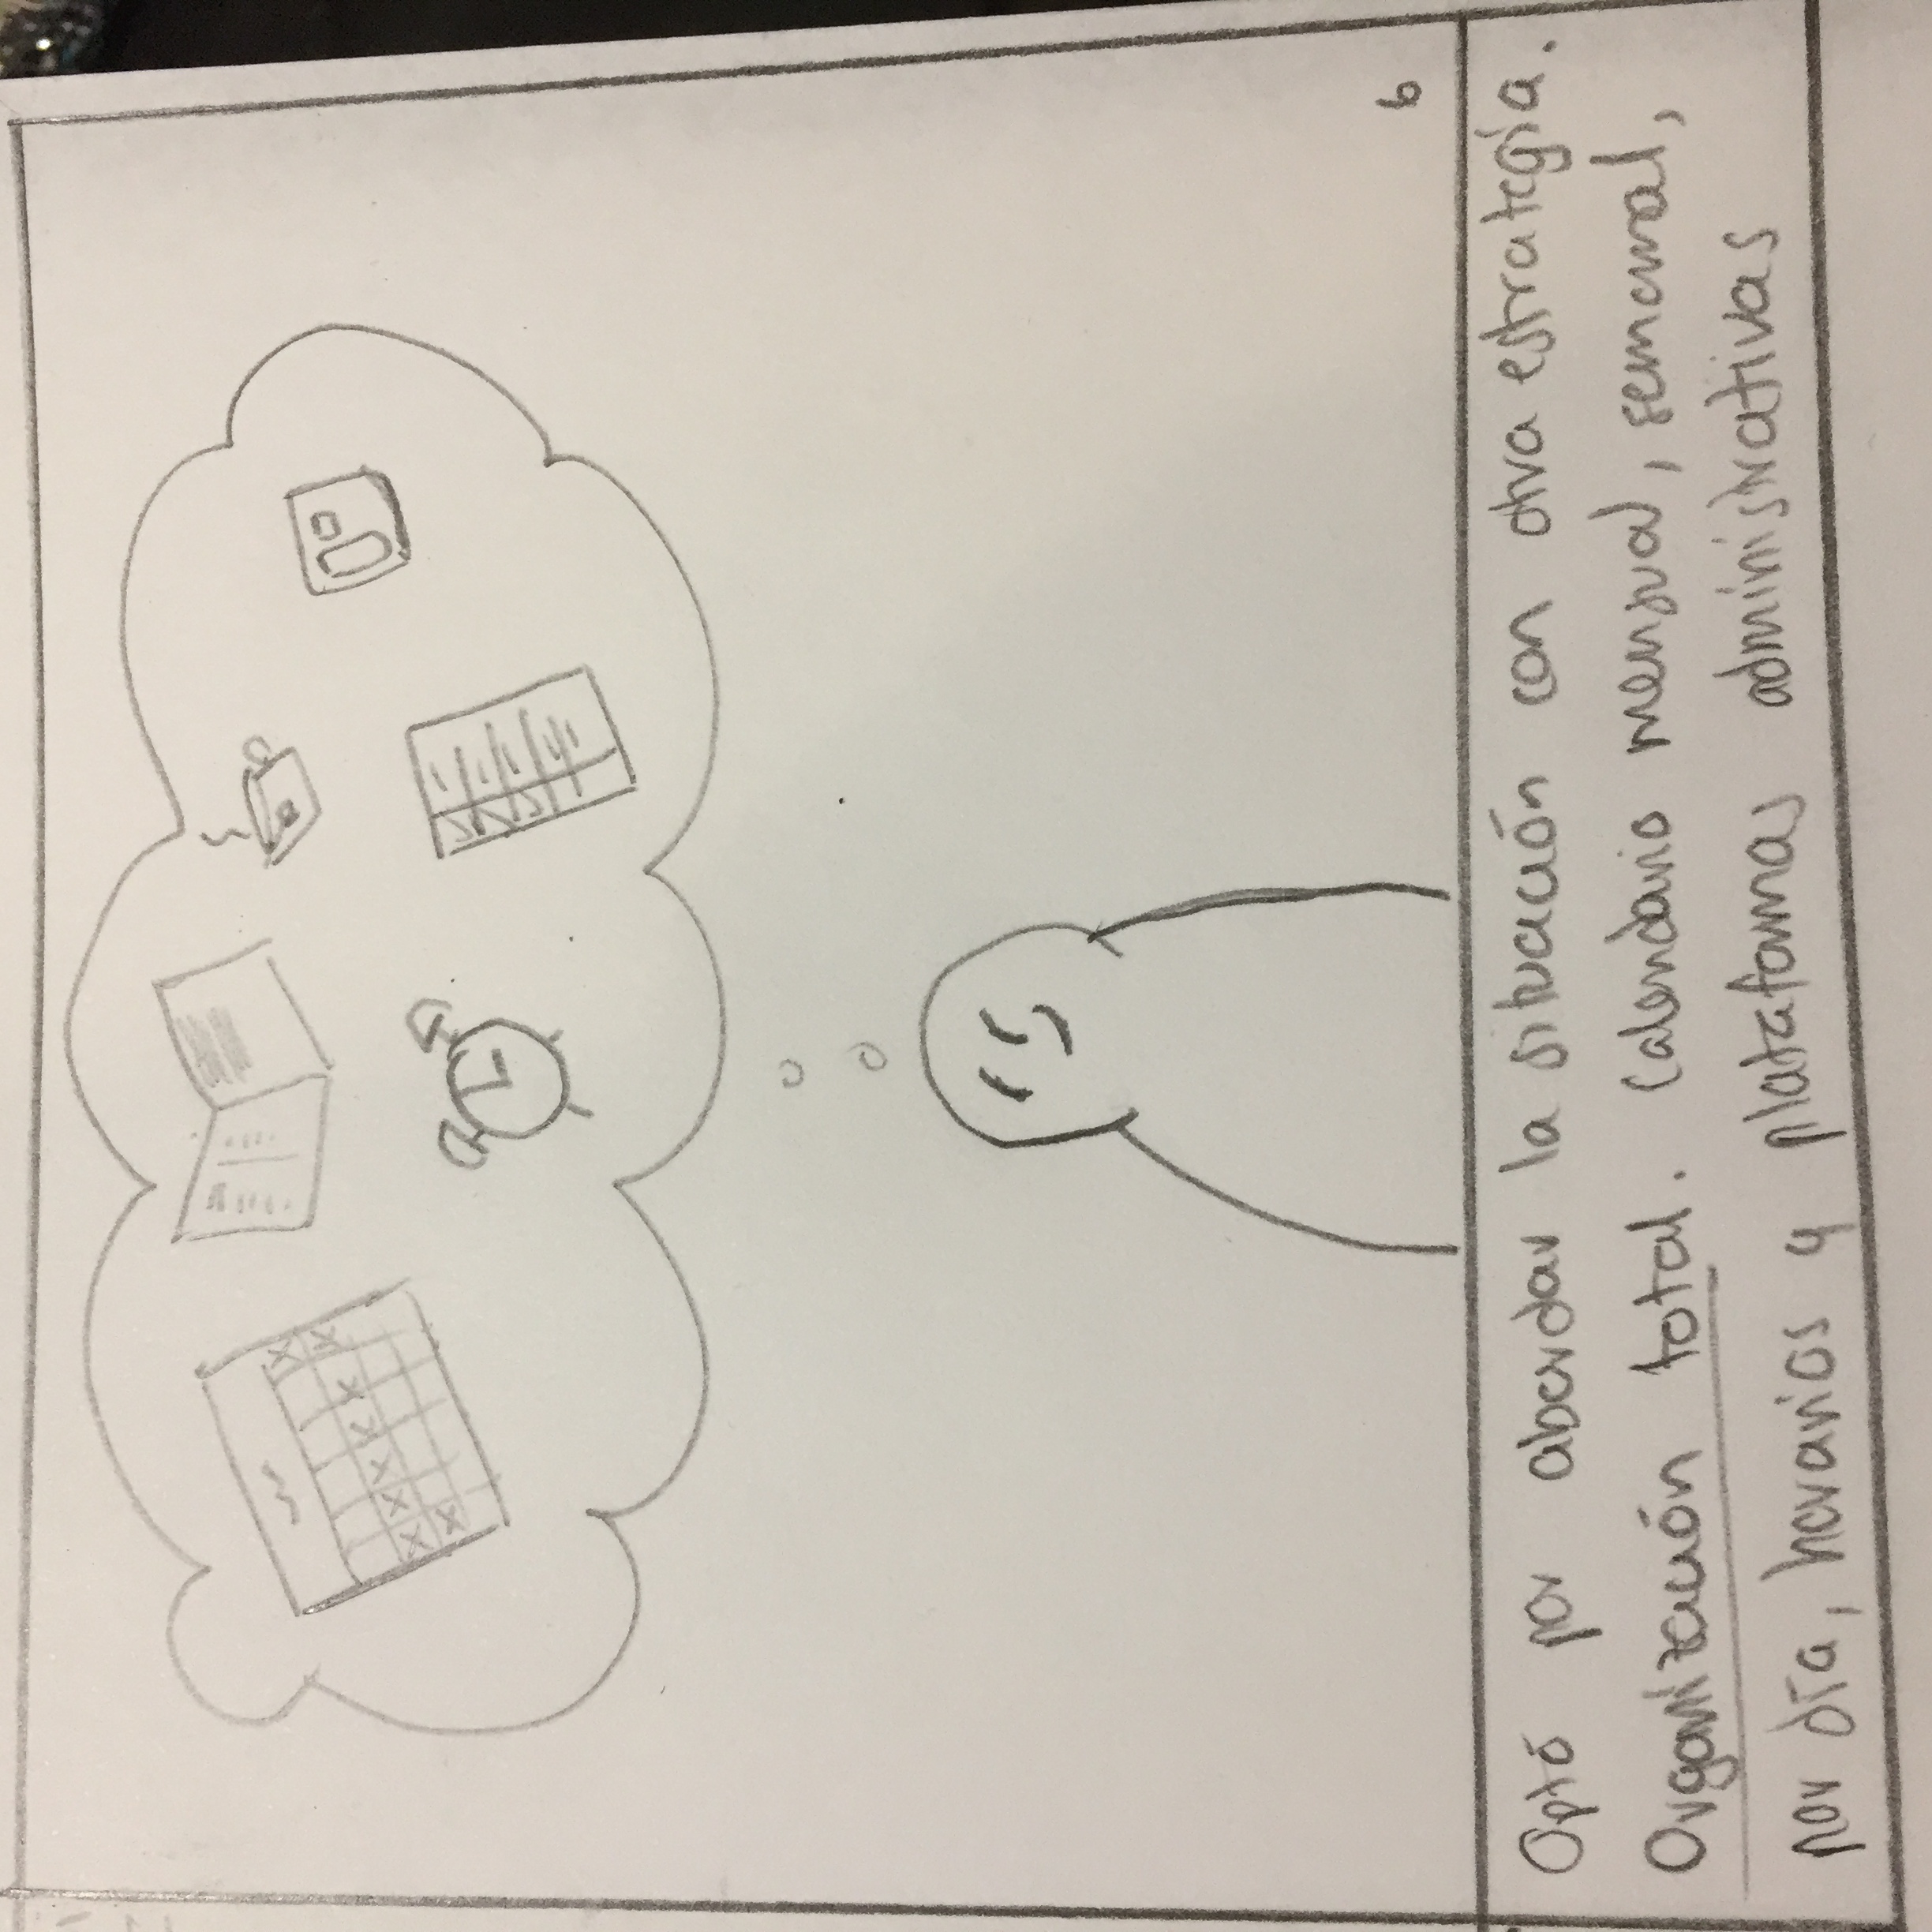 6
Optó por abordar la situación con otra estrategia.
Organización total. Calendario mensual, semanal,
por día, horarios y plataformas administrativas